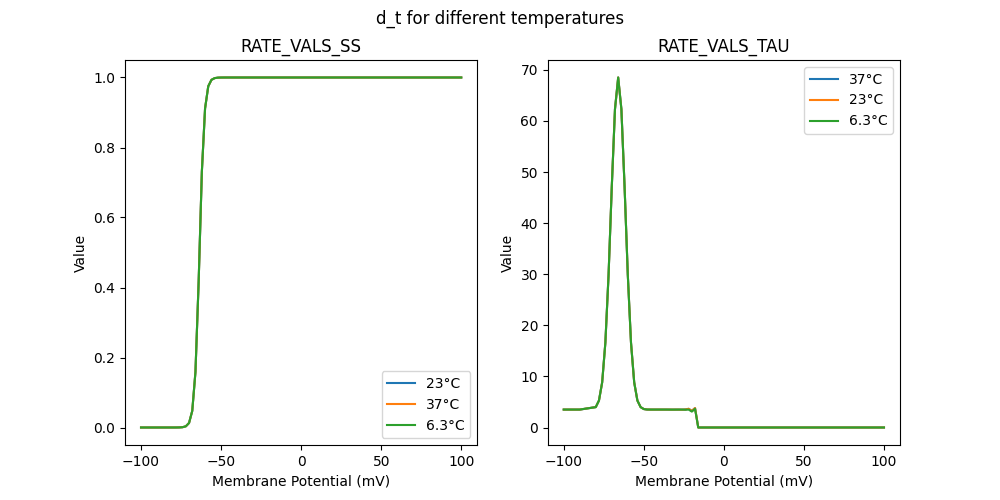 d_t for different temperatures
RATE_VALS_SS
1.0
0.8
0.6
0.4
0.2
0.0
Value
−100
−50
0
50
100
Membrane Potential (mV)
23°C
37°C
6.3°C
RATE_VALS_TAU
70
60
50
40
30
20
10
0
Value
−100
−50
0
50
100
Membrane Potential (mV)
37°C
23°C
6.3°C